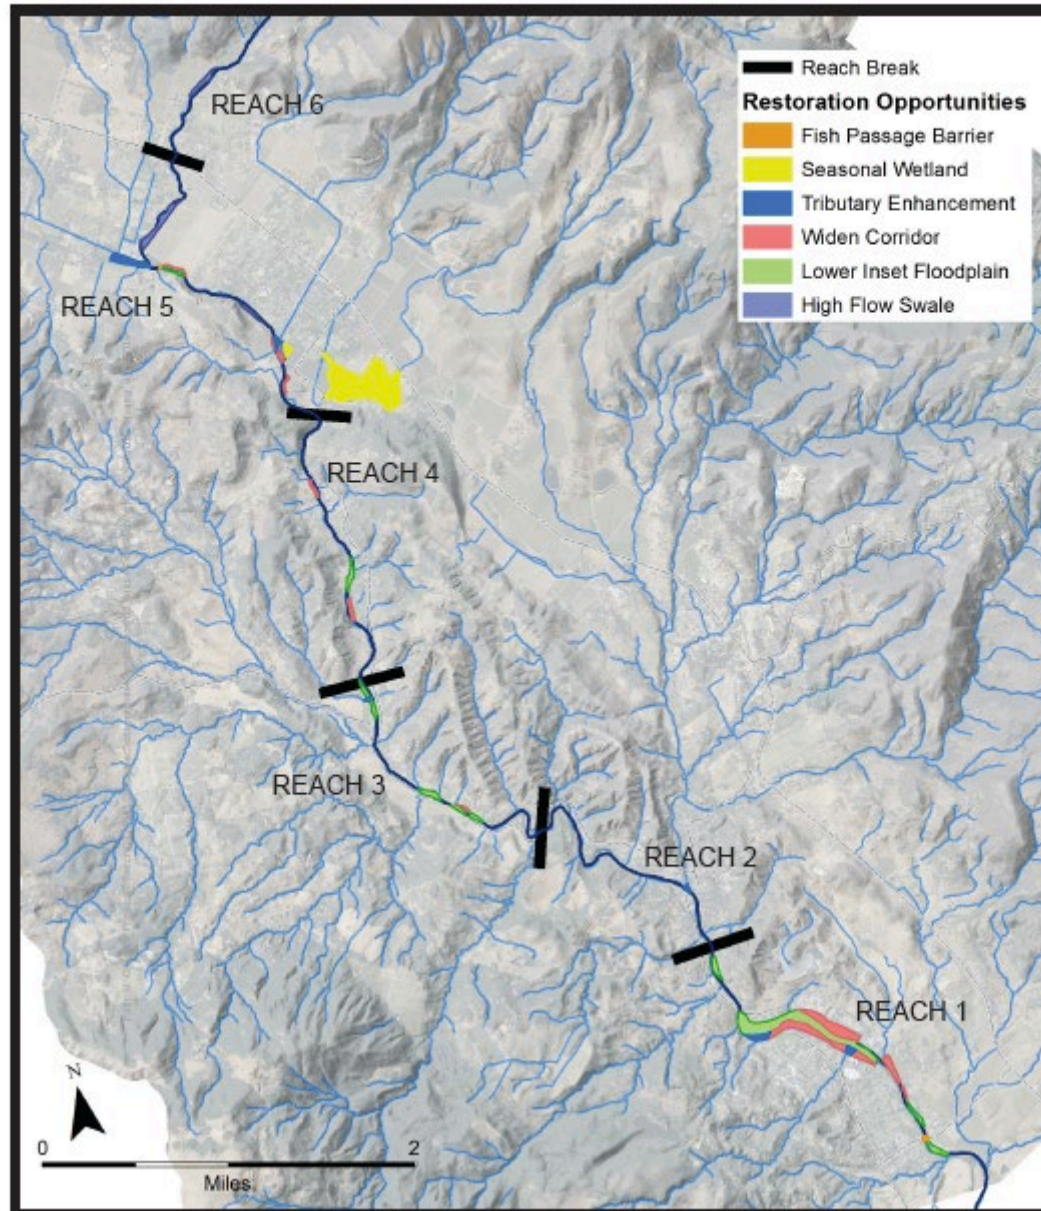 REACH 6
Reach Break
Restoration Opportunities
Fish Passage Barrier
Seasonal Wetland
Tributary Enhancement
Widen Corridor
Lower Inset Floodplain
High Flow Swale
REACH 5
REACH 4
REACH 3
REACH 2
REACH 1
N
0 2
Miles